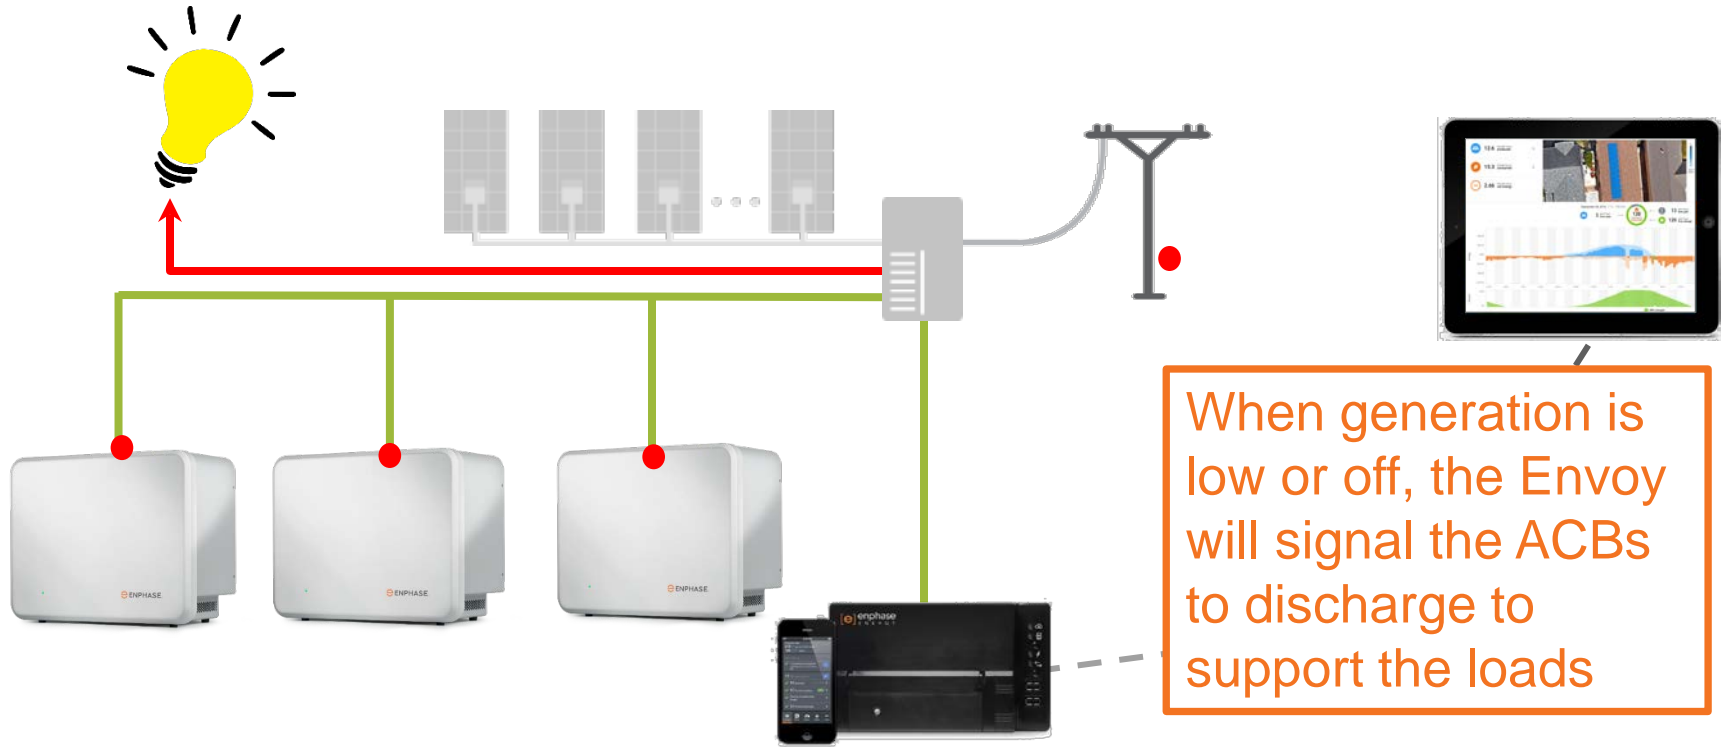 ENPHASE
ENPHASE
ENPHASE
[e] enphase
ENERGY
When generation is
low or off, the Envoy
will signal the ACBs
to discharge to
support the loads